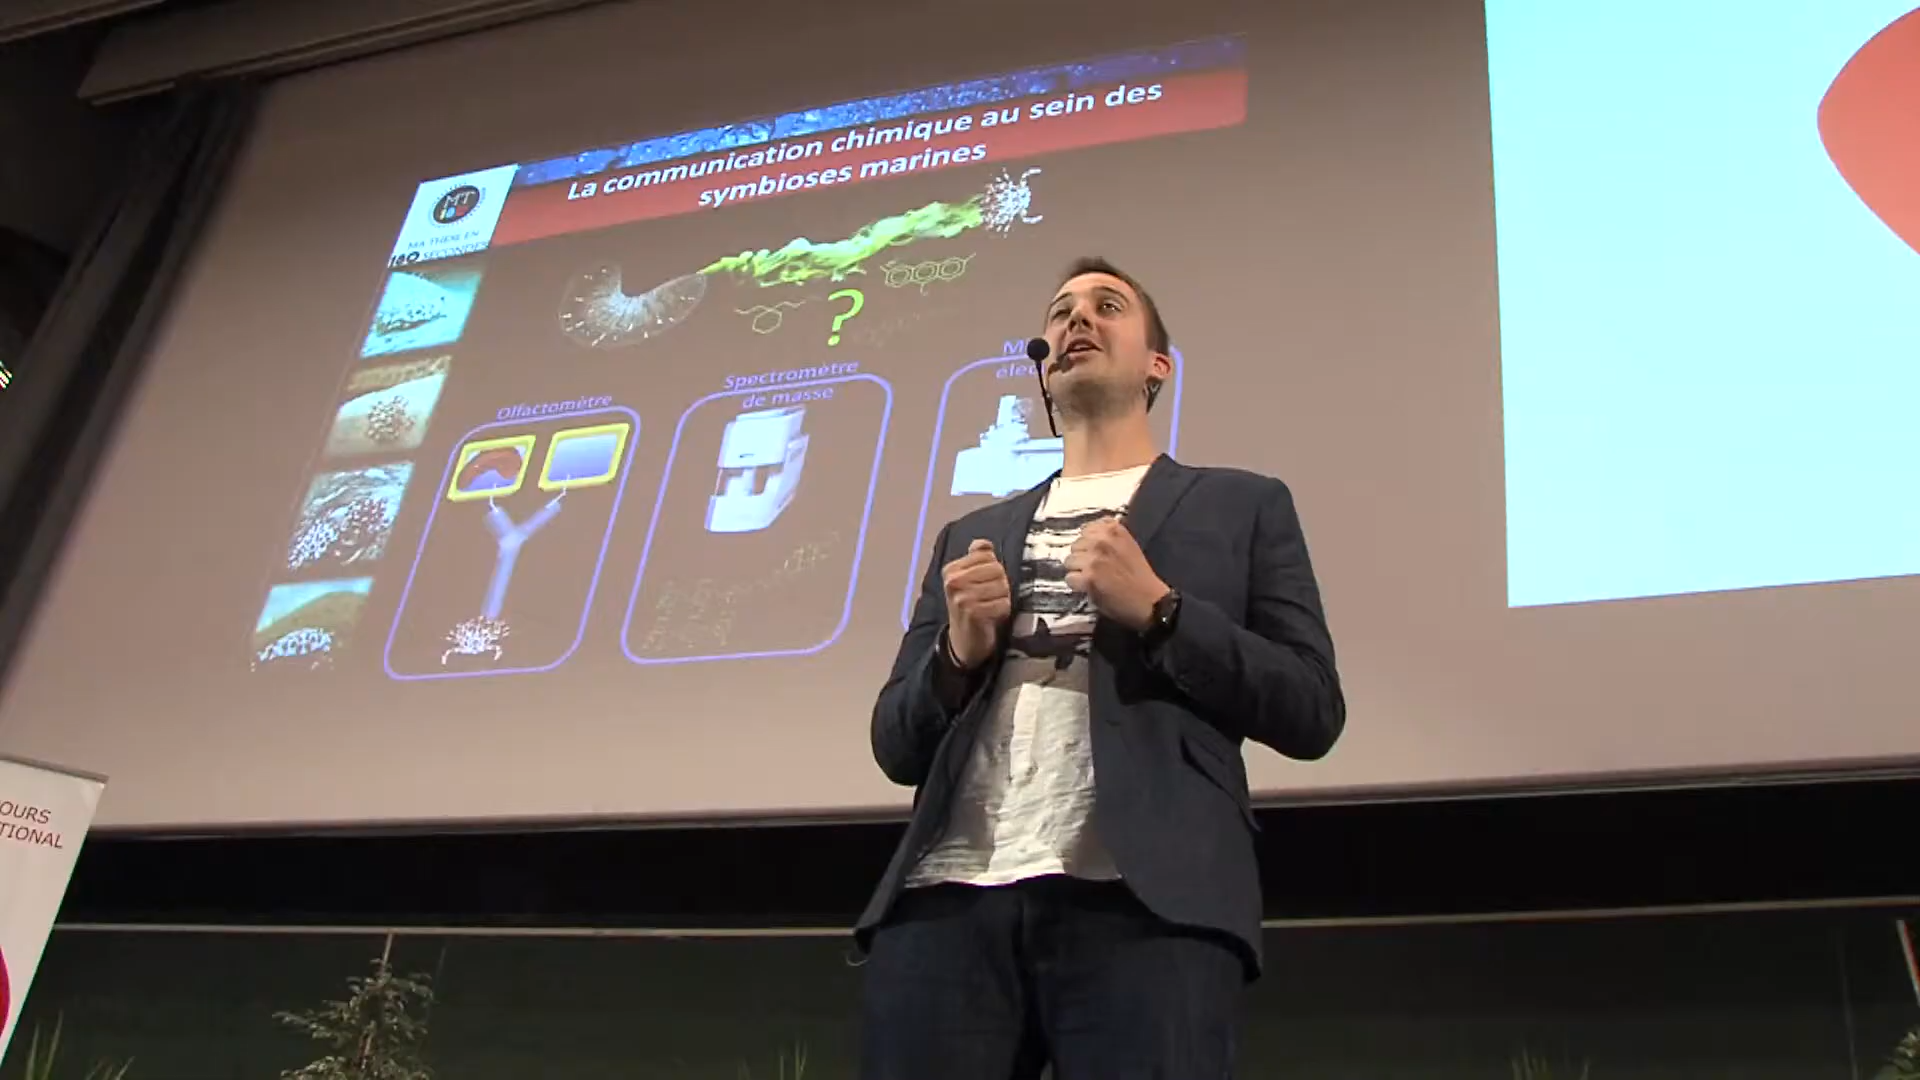 La communication chimique au sein des
symbioses marines
MT
180
MA THÈSE EN
180 SECONDES
?
Olfactomètre
Spectromètre
de masse
M
élec
OURS
TIONAL